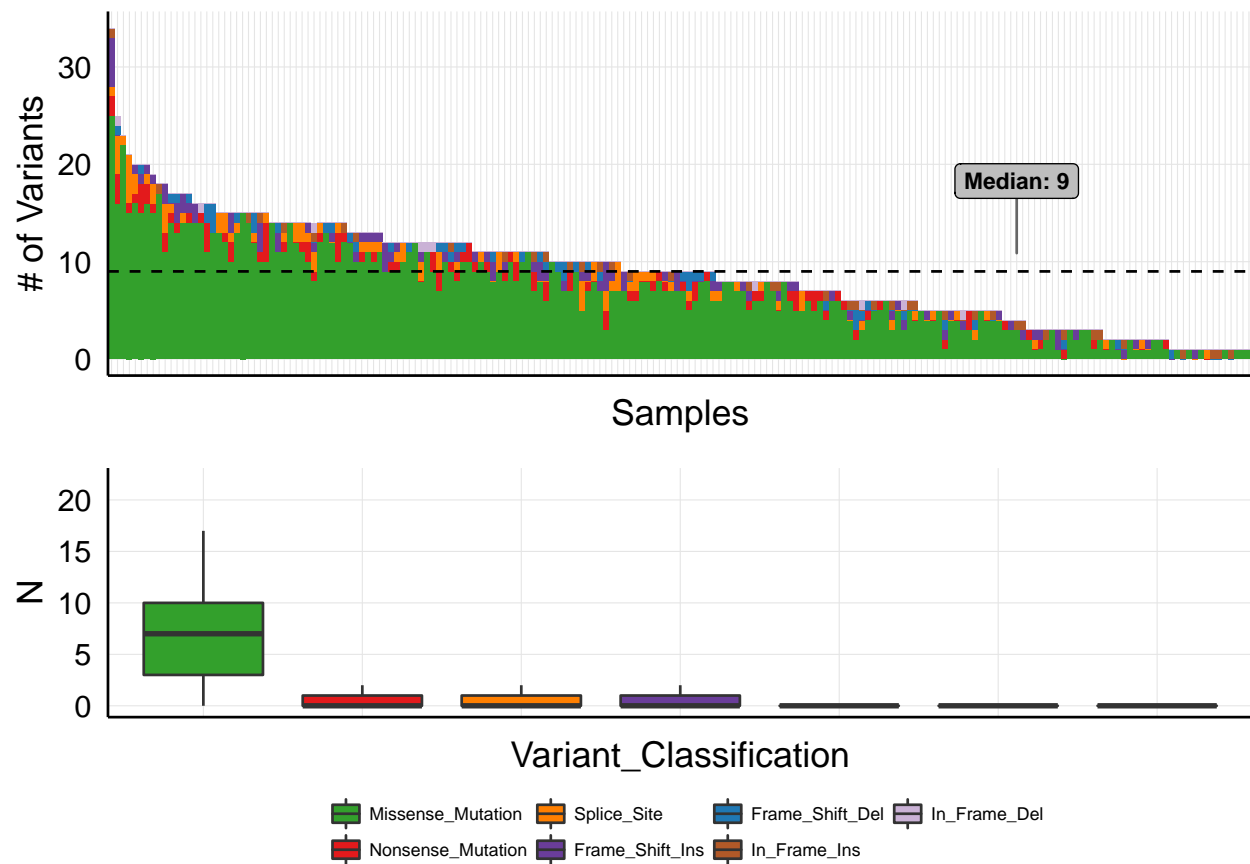 # of Variants
30
20
10
0
Median: 9
Samples
N
20
15
10
5
0
Variant_Classification
Missense_Mutation Splice_Site Frame_Shift_Del In_Frame_Del
Nonsense_Mutation Frame_Shift_Ins In_Frame_Ins